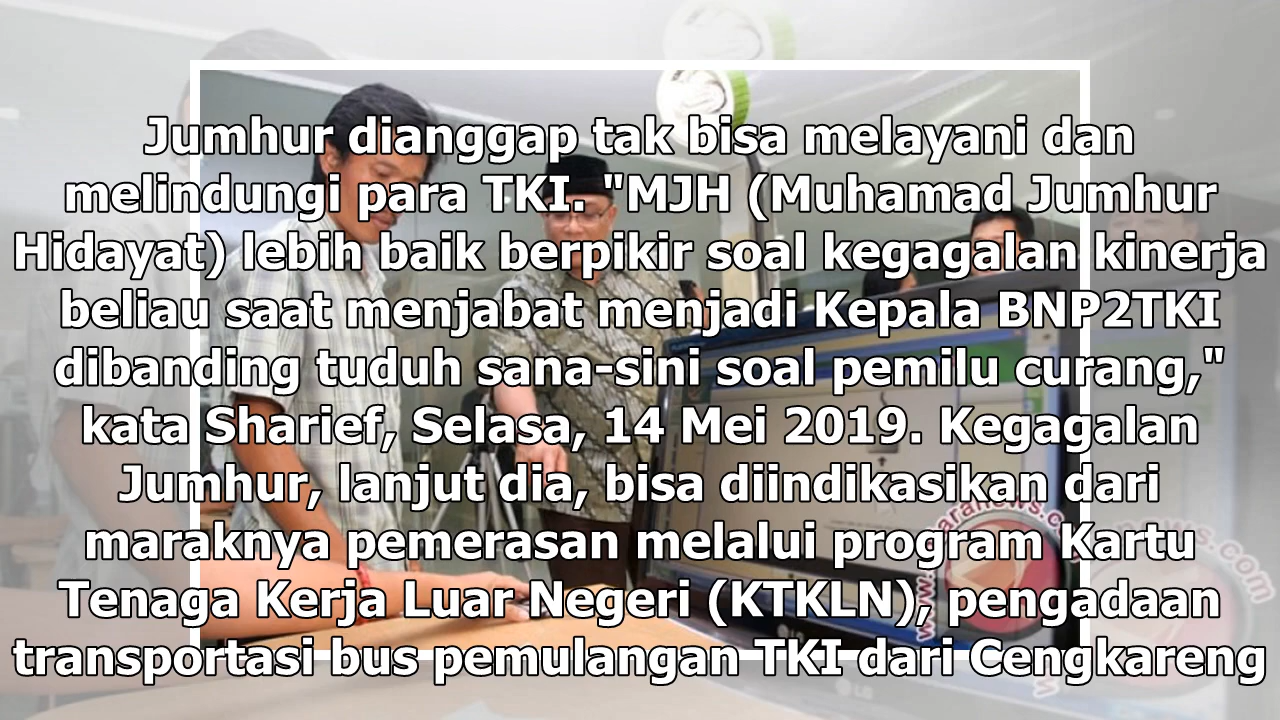 Jumhur dianggap tak bisa melayani dan
melindungi para TKI. "MJH (Muhamad Jumhur
Hidayat) lebih baik berpikir soal kegagalan kinerja
beliau saat menjabat menjadi Kepala BNP2TKI
dibanding tuduh sana-sini soal pemilu curang,"
kata Sharief, Selasa, 14 Mei 2019. Kegagalan
Jumhur, lanjut dia, bisa diindikasikan dari
maraknya pemerasan melalui program Kartu
Tenaga Kerja Luar Negeri (KTKLN), pengadaan
transportasi bus pemulangan TKI dari Cengkareng
LG